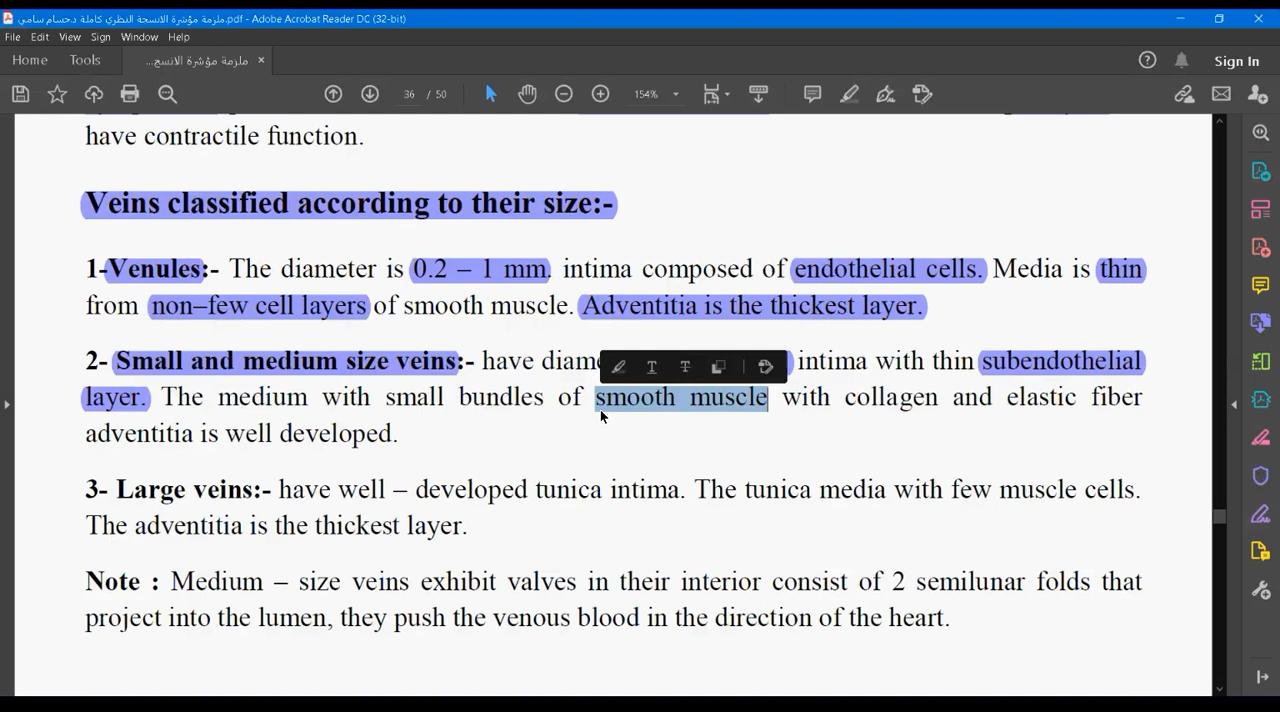 ملزمة مؤشرة الانسجة النظري كاملة د.حسام سامي.pdf - Adobe Acrobat Reader DC (32-bit)
File Edit View Sign Window Help
Home Tools ملزمة مؤشرة الانسج... × Sign In
36 / 50 154%
have contractile function.
Veins classified according to their size:-
1-Venules:- The diameter is 0.2 – 1 mm. intima composed of endothelial cells. Media is thin
from non–few cell layers of smooth muscle. Adventitia is the thickest layer.
2- Small and medium size veins:- have diame intima with thin subendothelial
layer. The medium with small bundles of smooth muscle with collagen and elastic fiber
adventitia is well developed.
3- Large veins:- have well – developed tunica intima. The tunica media with few muscle cells.
The adventitia is the thickest layer.
Note : Medium – size veins exhibit valves in their interior consist of 2 semilunar folds that
project into the lumen, they push the venous blood in the direction of the heart.